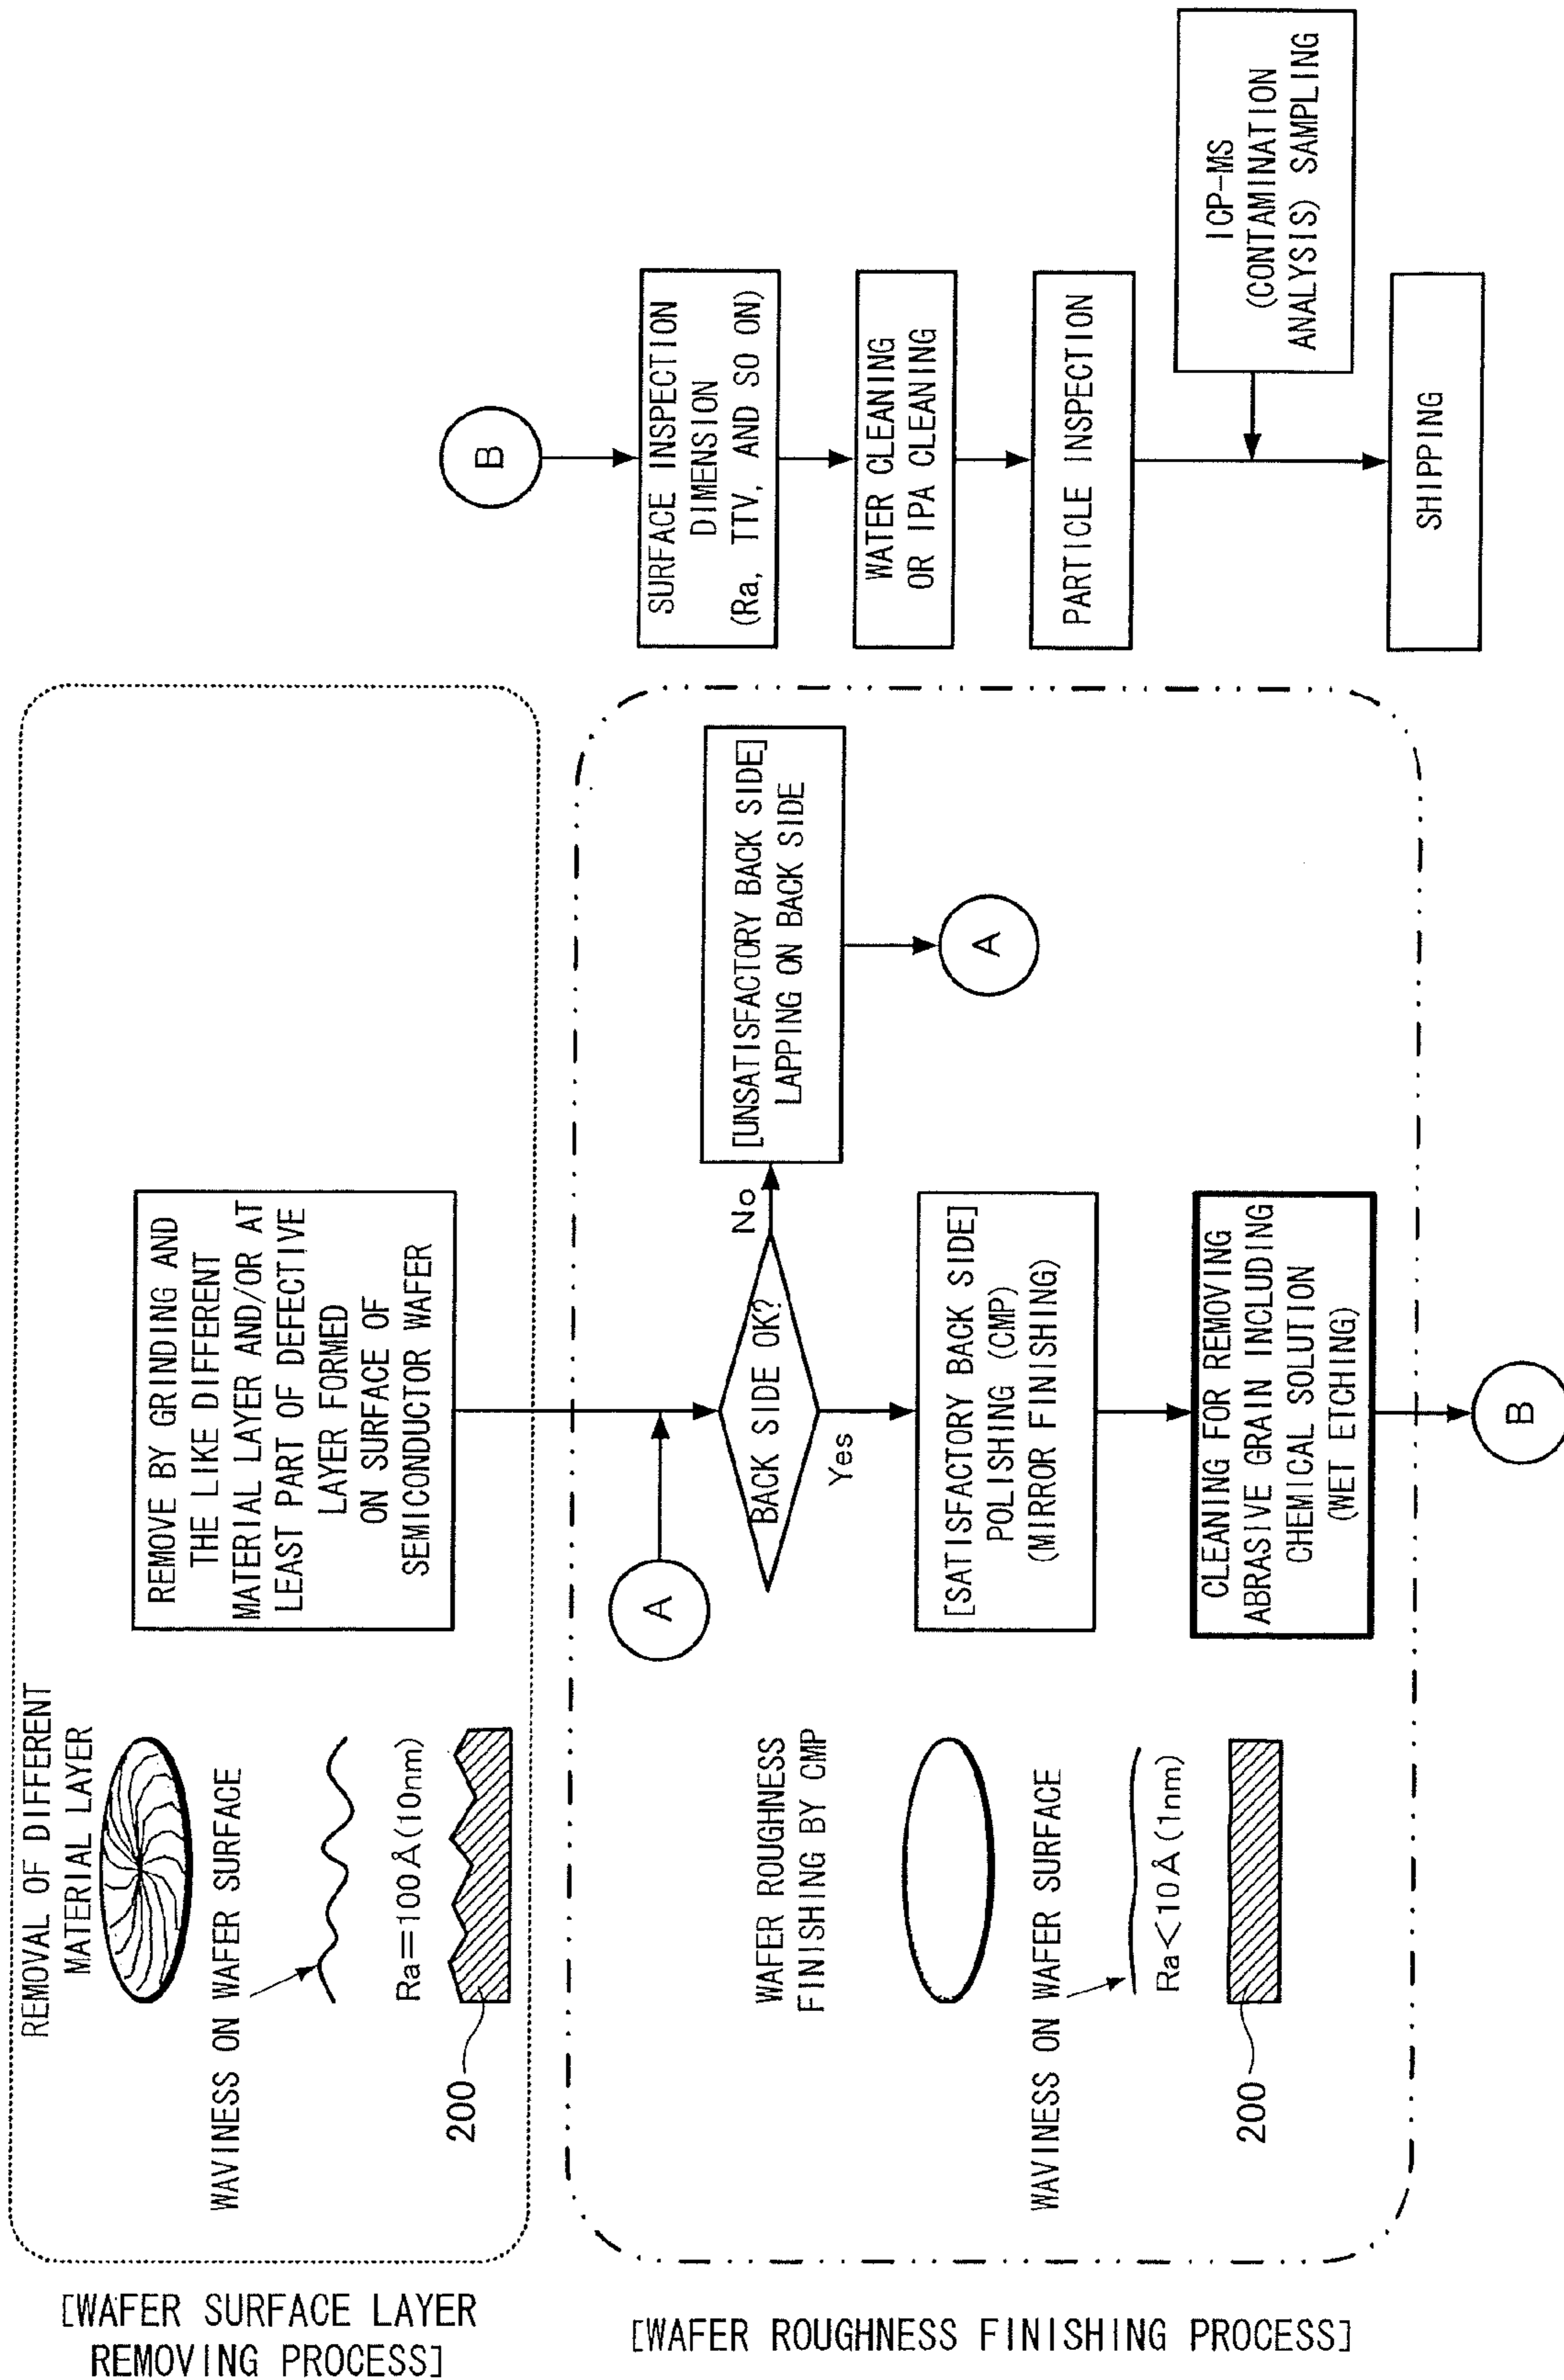 [WAFER SURFACE LAYER
REMOVING PROCESS]
REMOVAL OF DIFFERENT
MATERIAL LAYER
WAVINESS ON WAFER SURFACE
Ra=100Å(10nm)
200
REMOVE BY GRINDING AND
THE LIKE DIFFERENT
MATERIAL LAYER AND/OR AT
LEAST PART OF DEFECTIVE
LAYER FORMED
ON SURFACE OF
SEMICONDUCTOR WAFER
[WAFER ROUGHNESS FINISHING PROCESS]
WAFER ROUGHNESS
FINISHING BY CMP
WAVINESS ON WAFER SURFACE
Ra<10Å(1nm)
200
A
BACK SIDE OK?
No
Yes
[UNSATISFACTORY BACK SIDE]
LAPPING ON BACK SIDE
A
[SATISFACTORY BACK SIDE]
POLISHING (CMP)
(MIRROR FINISHING)
CLEANING FOR REMOVING
ABRASIVE GRAIN INCLUDING
CHEMICAL SOLUTION
(WET ETCHING)
B
B
SURFACE INSPECTION
DIMENSION
(Ra, TTV, AND SO ON)
WATER CLEANING
OR IPA CLEANING
PARTICLE INSPECTION
ICP-MS
(CONTAMINATION
ANALYSIS) SAMPLING
SHIPPING